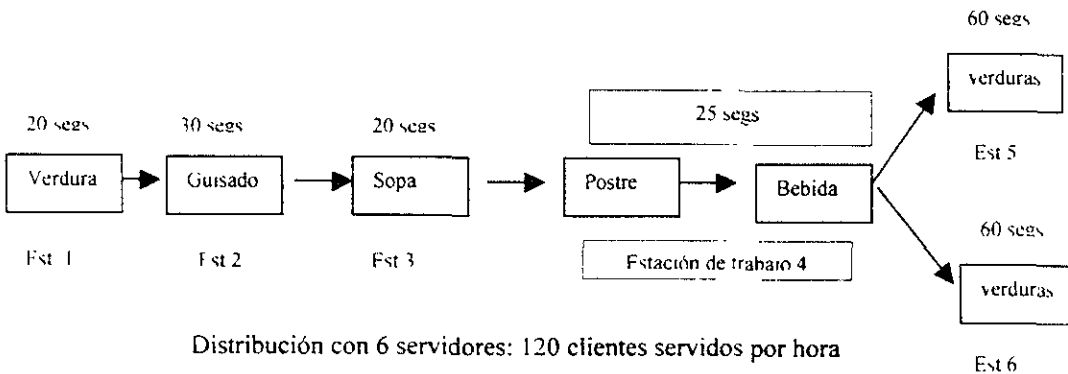 60 segs
verduras
Est 5
25 segs
20 segs
30 segs
20 segs
Verdura
Guisado
Sopa
Postre
Bebida
Est 1
Est 2
Est 3
Estación de trabajo 4
60 segs
verduras
Est 6
Distribución con 6 servidores: 120 clientes servidos por hora